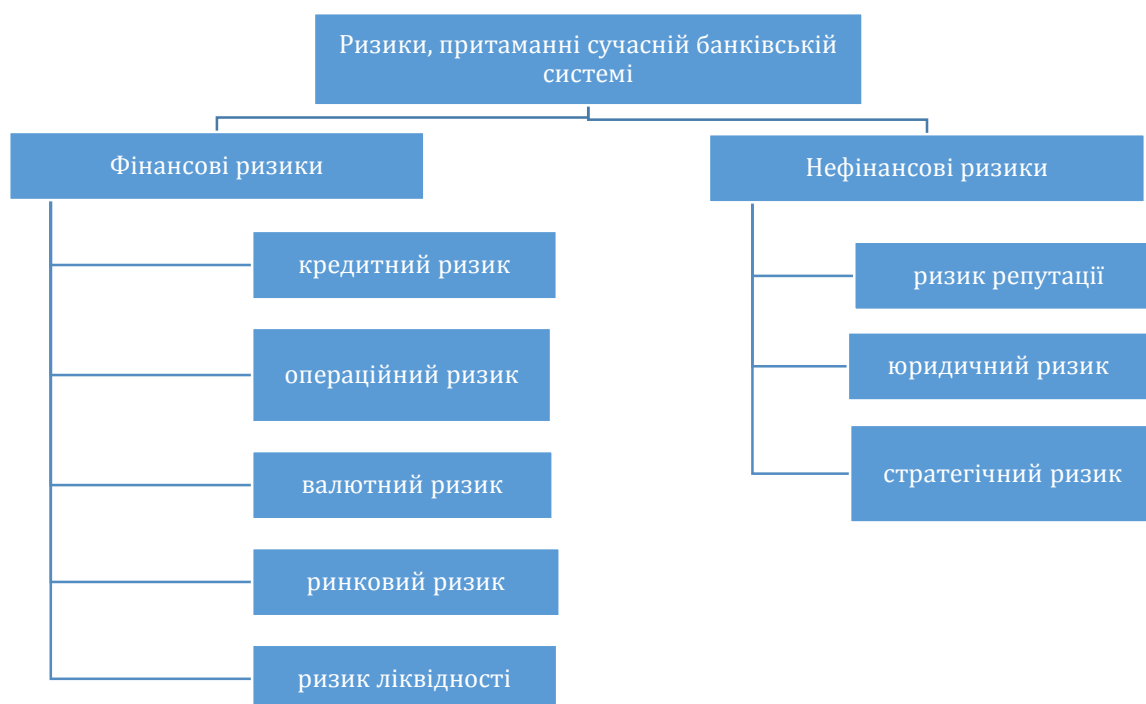 Ризики, притаманні сучасній банківській
системі
Фінансові ризики
кредитний ризик
операційний ризик
валютний ризик
ринковий ризик
ризик ліквідності
Нефінансові ризики
ризик репутації
юридичний ризик
стратегічний ризик